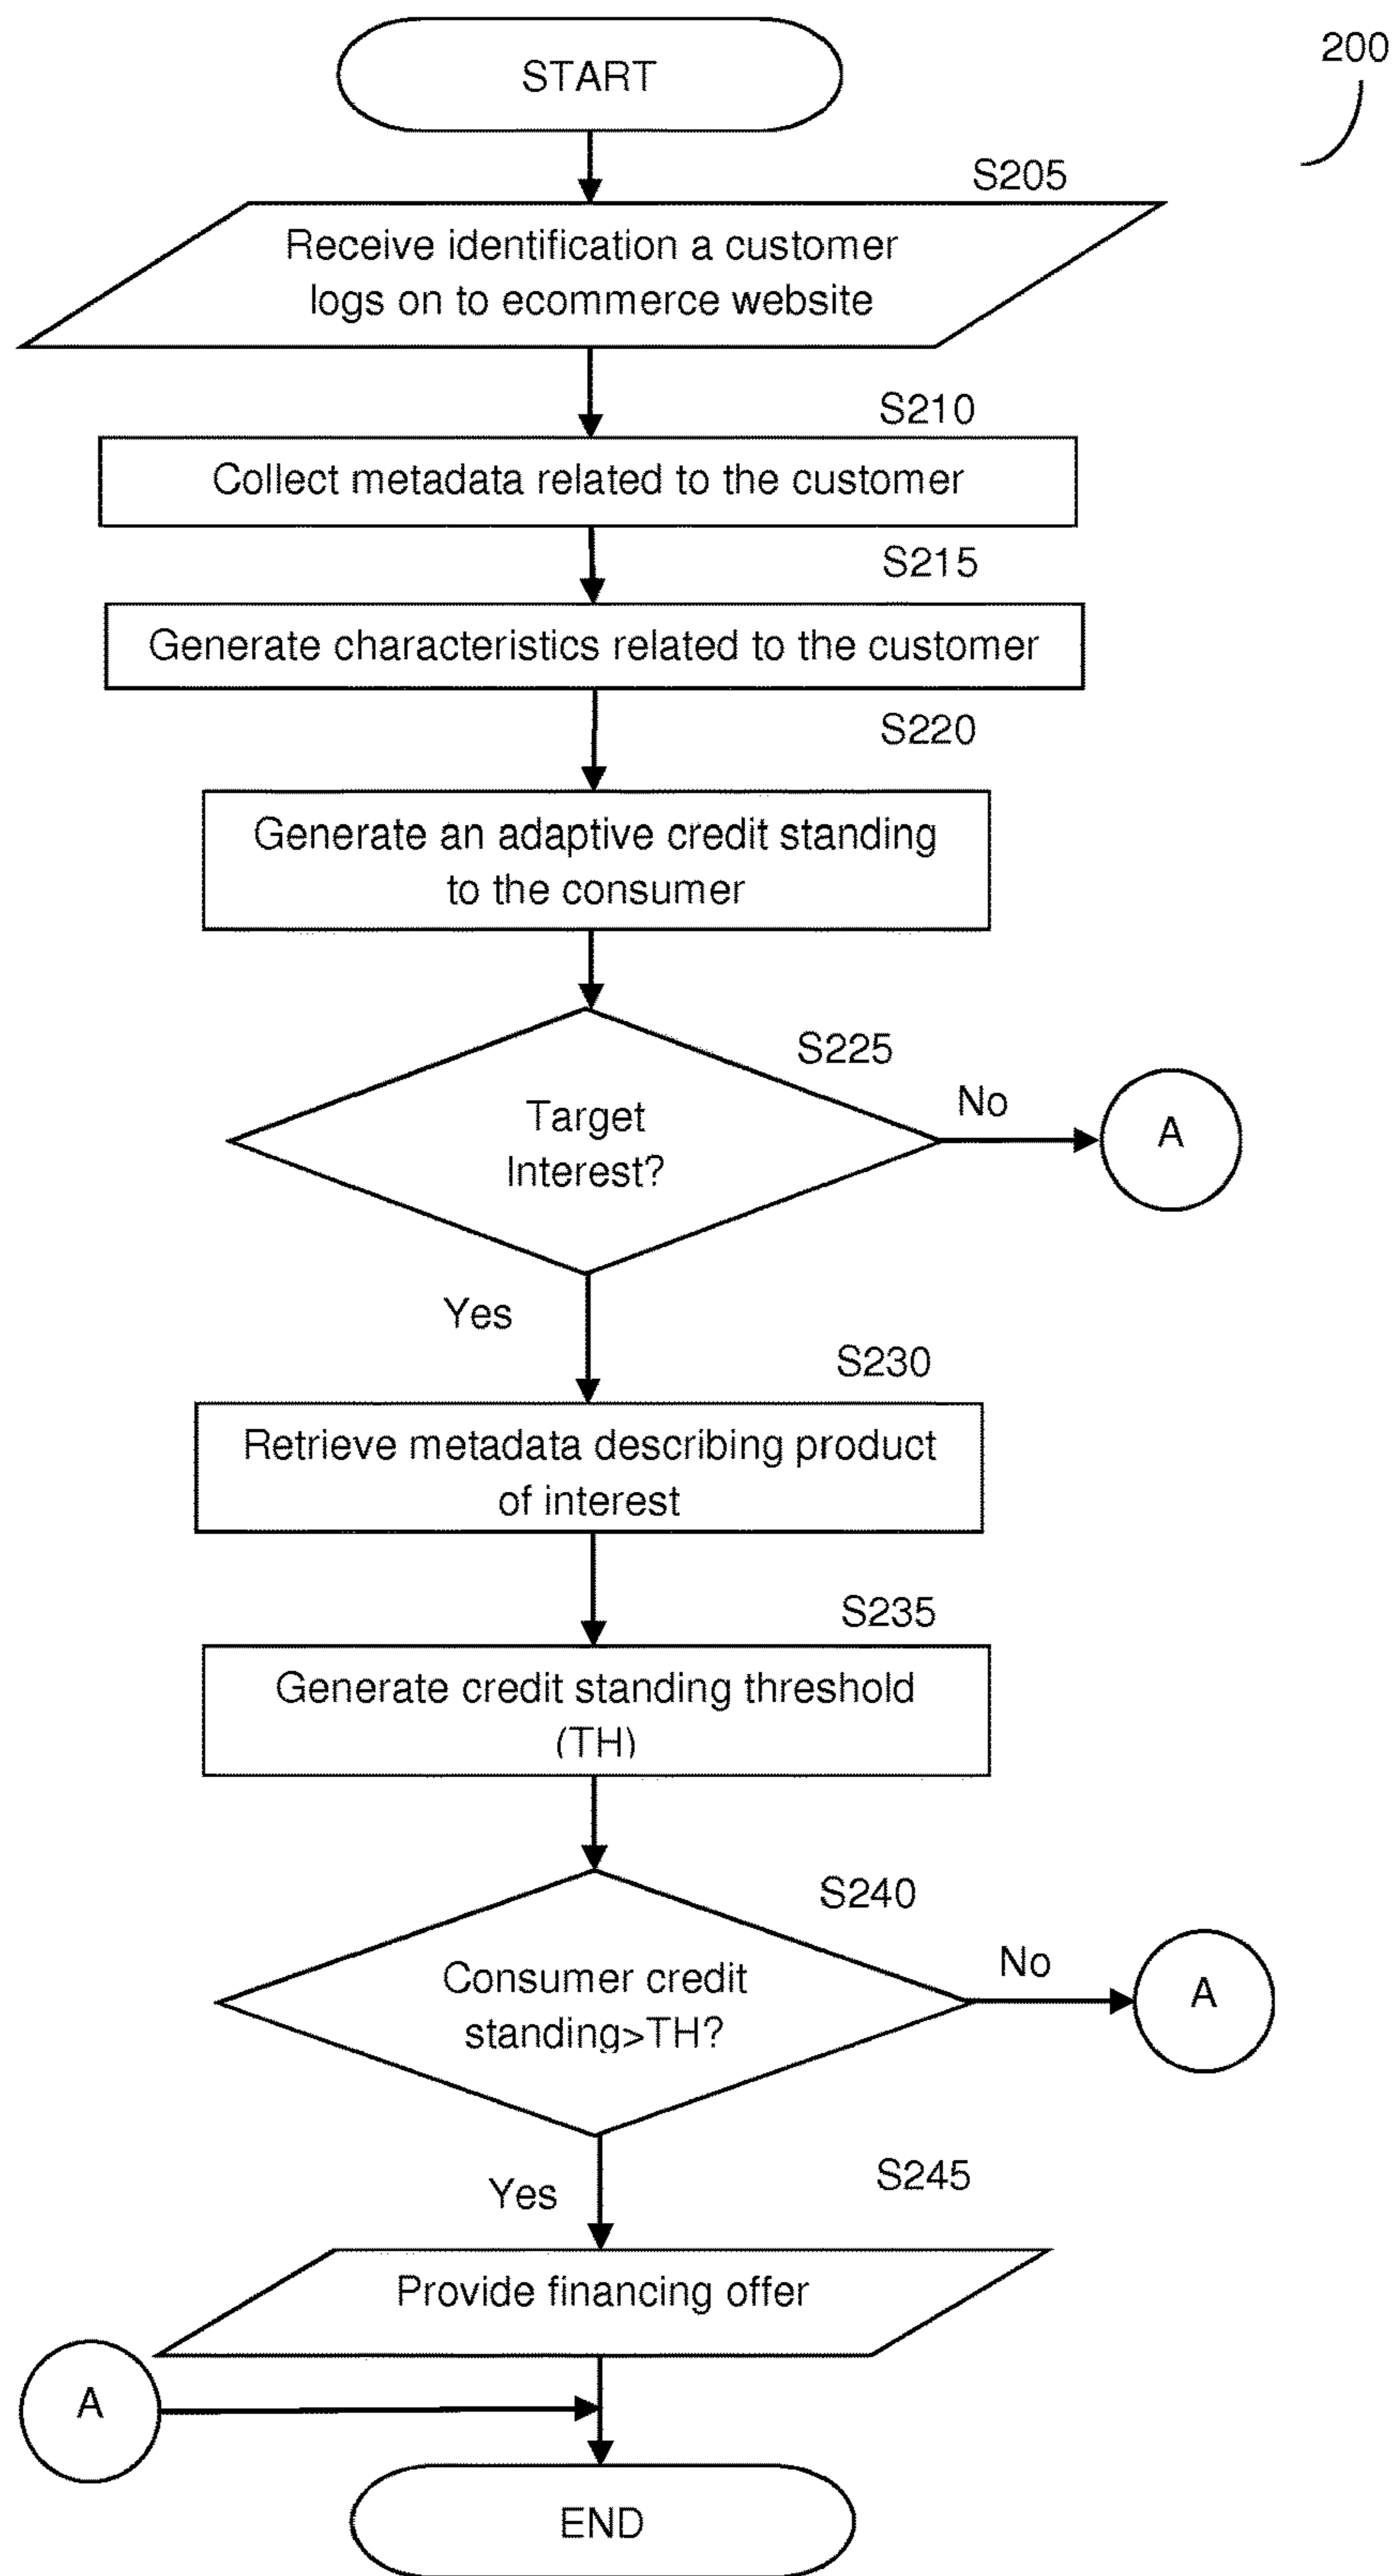 200
START
S205
Receive identification a customer
logs on to ecommerce website
S210
Collect metadata related to the customer
S215
Generate characteristics related to the customer
S220
Generate an adaptive credit standing
to the consumer
S225
Target
Interest?
No
A
Yes
S230
Retrieve metadata describing product
of interest
S235
Generate credit standing threshold
(TH)
S240
Consumer credit
standing>TH?
No
A
Yes
S245
Provide financing offer
A
END